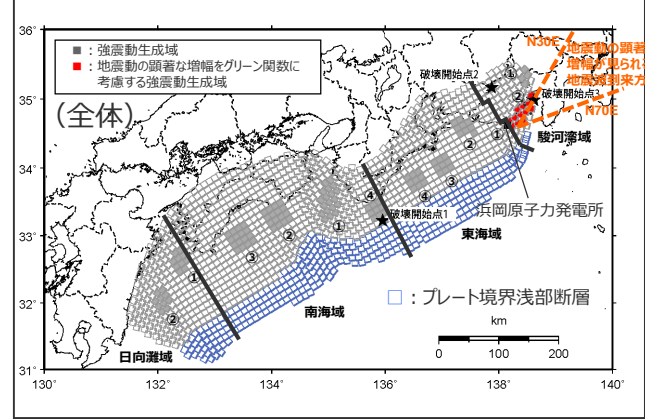 36°
35°
34°
33°
32°
31°
130°
132°
134°
136°
138°
140°
■：強震動生成域
■：地震動の顕著な増幅をグリーン関数に
考慮する強震動生成域
(全体)
N30E
地震動の顕著
増幅が見られる
地震波到来方
N70E
破壊開始点2
破壊開始点3
破壊開始点1
①
②
①
②
③
④
④
①
②
③
①
②
駿河湾域
浜岡原子力発電所
東海域
南海域
日向灘域
□：プレート境界浅部断層
km
0 100 200